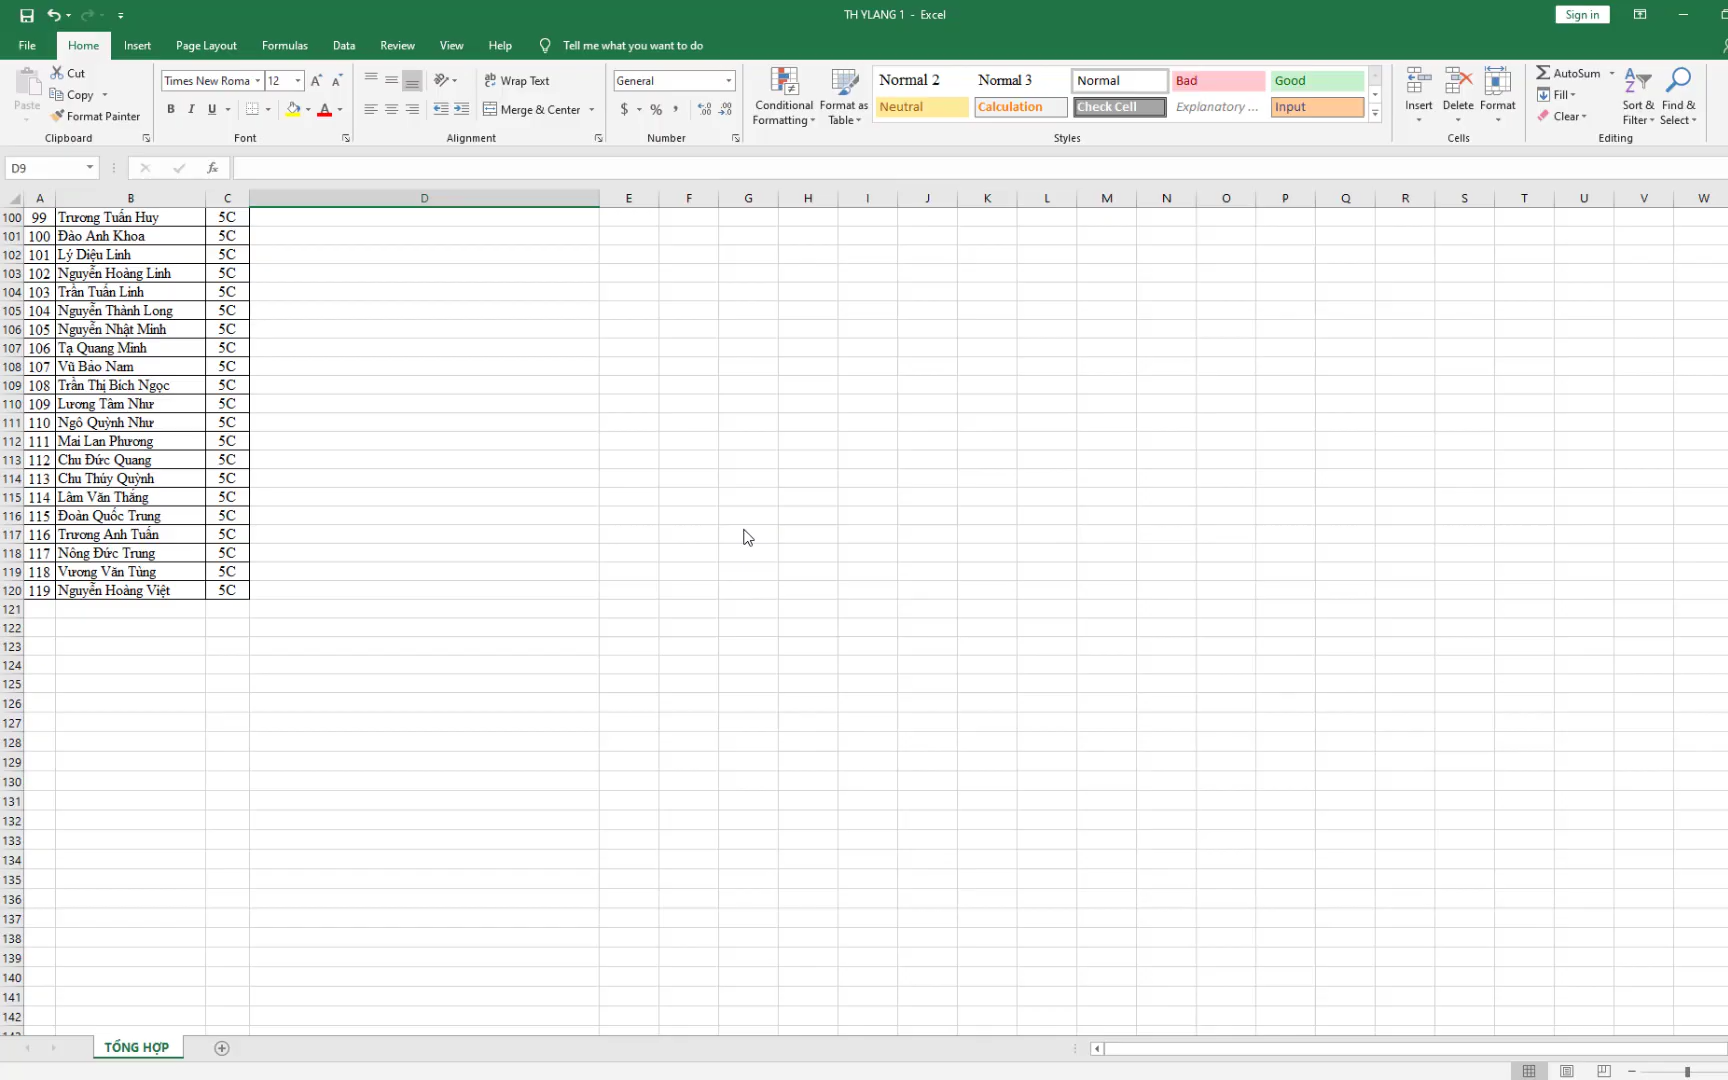 TH YLANG 1 - Excel
Sign in
File Home Insert Page Layout Formulas Data Review View Help Tell me what you want to do
Paste
Cut
Copy
Format Painter
Clipboard
Times New Roma 12
B I U
Font
Wrap Text
Merge & Center
Alignment
General
$ % ,
Number
Conditional Formatting
Format as Table
Normal 2 Normal 3 Normal Bad Good
Neutral Calculation Check Cell Explanatory ... Input
Styles
Insert Delete Format
Cells
AutoSum
Fill
Clear
Sort & Filter
Find & Select
Editing
D9
fx
A B C D E F G H I J K L M N O P Q R S T U V W
100 99 Trương Tuấn Huy 5C
101 100 Đào Anh Khoa 5C
102 101 Lý Diệu Linh 5C
103 102 Nguyễn Hoàng Linh 5C
104 103 Trần Tuấn Linh 5C
105 104 Nguyễn Thành Long 5C
106 105 Nguyễn Nhật Minh 5C
107 106 Tạ Quang Minh 5C
108 107 Vũ Bảo Nam 5C
109 108 Trần Thị Bích Ngọc 5C
110 109 Lương Tâm Như 5C
111 110 Ngô Quỳnh Như 5C
112 111 Mai Lan Phương 5C
113 112 Chu Đức Quang 5C
114 113 Chu Thúy Quỳnh 5C
115 114 Lâm Văn Thắng 5C
116 115 Đoàn Quốc Trung 5C
117 116 Trương Anh Tuấn 5C
118 117 Nông Đức Trung 5C
119 118 Vương Văn Tùng 5C
120 119 Nguyễn Hoàng Việt 5C
121
122
123
124
125
126
127
128
129
130
131
132
133
134
135
136
137
138
139
140
141
142
TỔNG HỢP